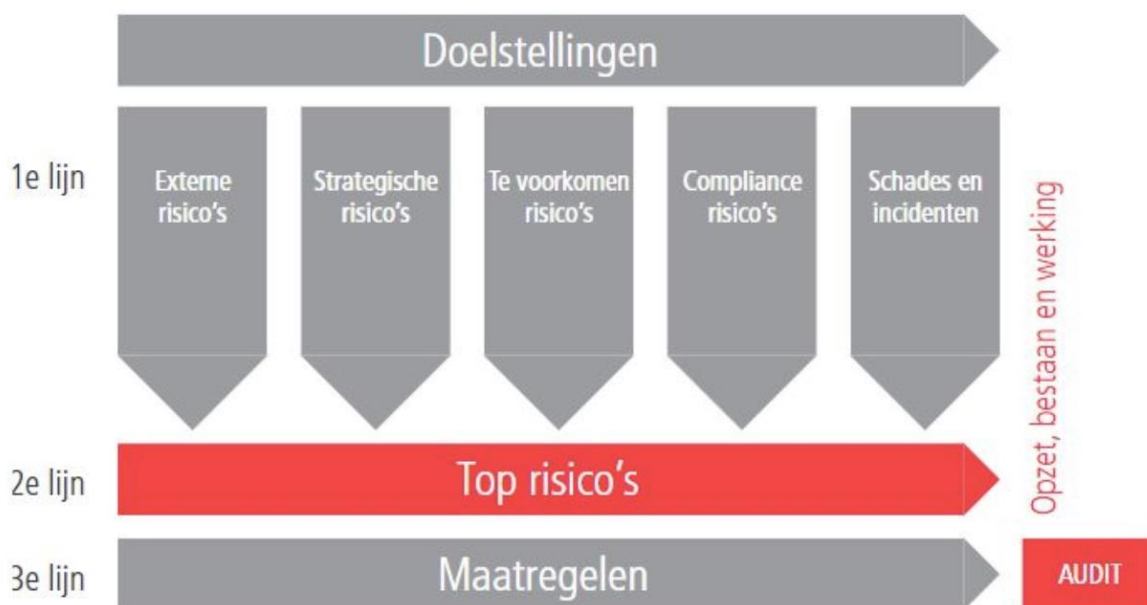 Doelstellingen
1e lijn
Externe
risico's
Strategische
risico's
Te voorkomen
risico's
Compliance
risico's
Schades en
incidenten
Opzet, bestaan en werking
2e lijn
Top risico's
3e lijn
Maatregelen
AUDIT